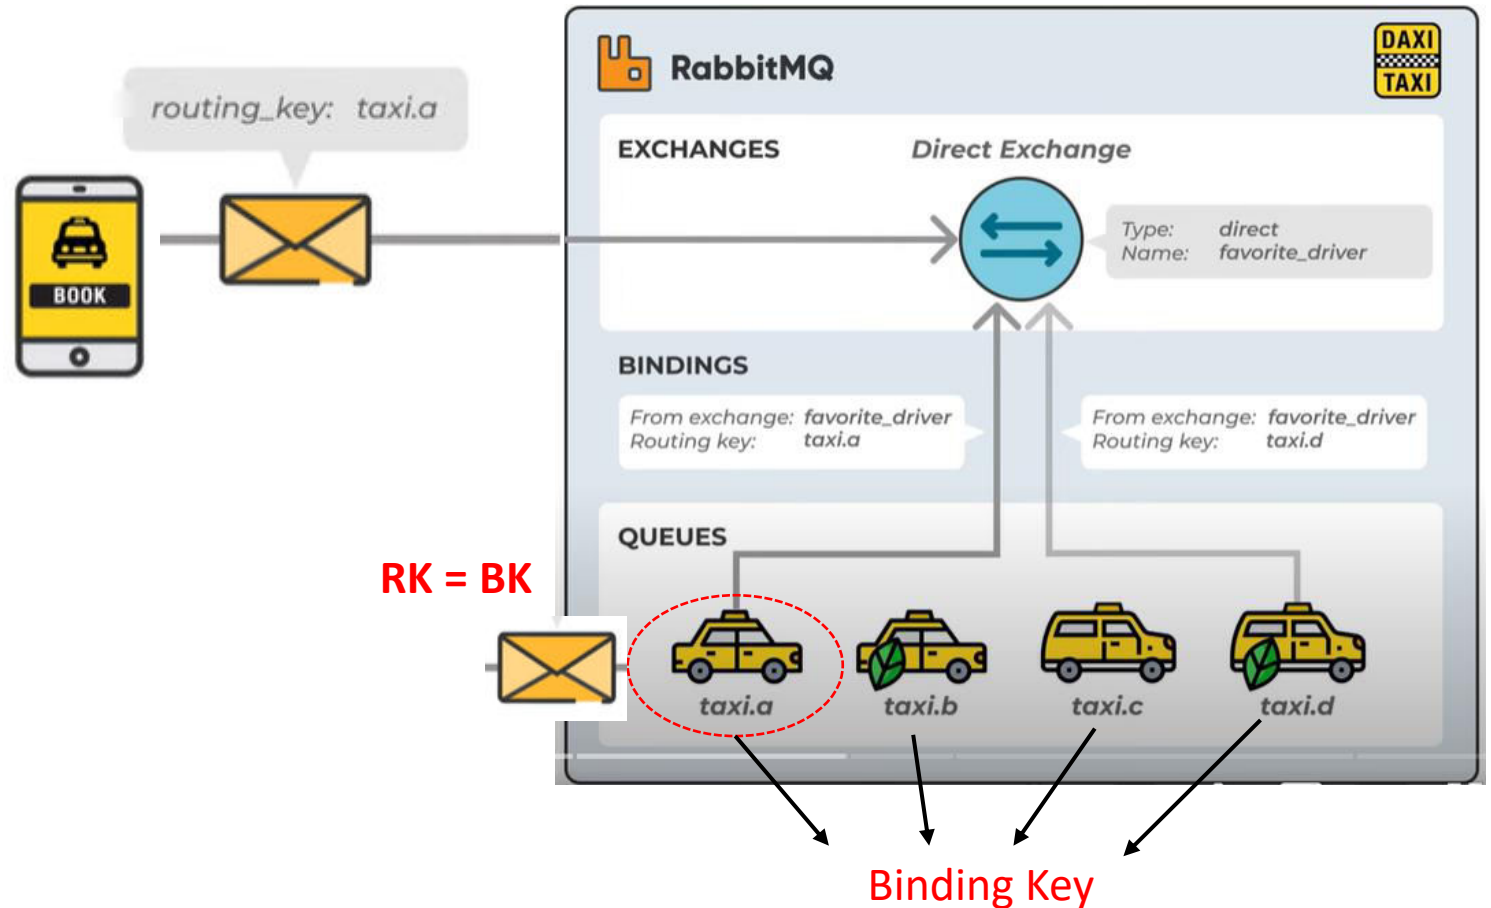 routing_key: taxi.a
BOOK
RabbitMQ
DAXI
TAXI
EXCHANGES
Direct Exchange
Type: direct
Name: favorite_driver
BINDINGS
From exchange: favorite_driver
Routing key: taxi.a
From exchange: favorite_driver
Routing key: taxi.d
QUEUES
RK = BK
taxi.a
taxi.b
taxi.c
taxi.d
Binding Key